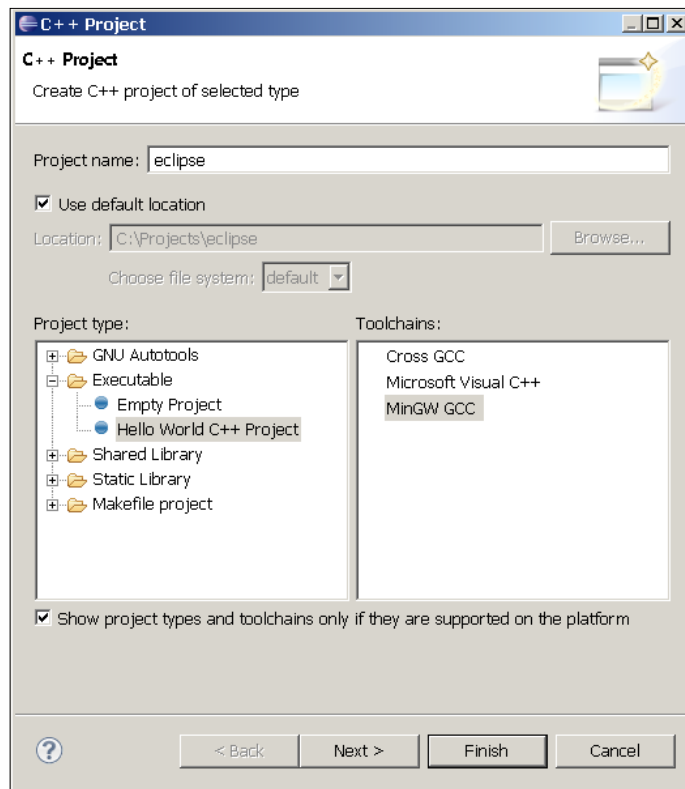 C++ Project
C++ Project
Create C++ project of selected type
Project name: eclipse
Use default location
Location: C:\Projects\eclipse Browse...
Choose file system: default
Project type:
GNU Autotools
Executable
Empty Project
Hello World C++ Project
Shared Library
Static Library
Makefile project
Toolchains:
Cross GCC
Microsoft Visual C++
MinGW GCC
Show project types and toolchains only if they are supported on the platform
? < Back Next > Finish Cancel